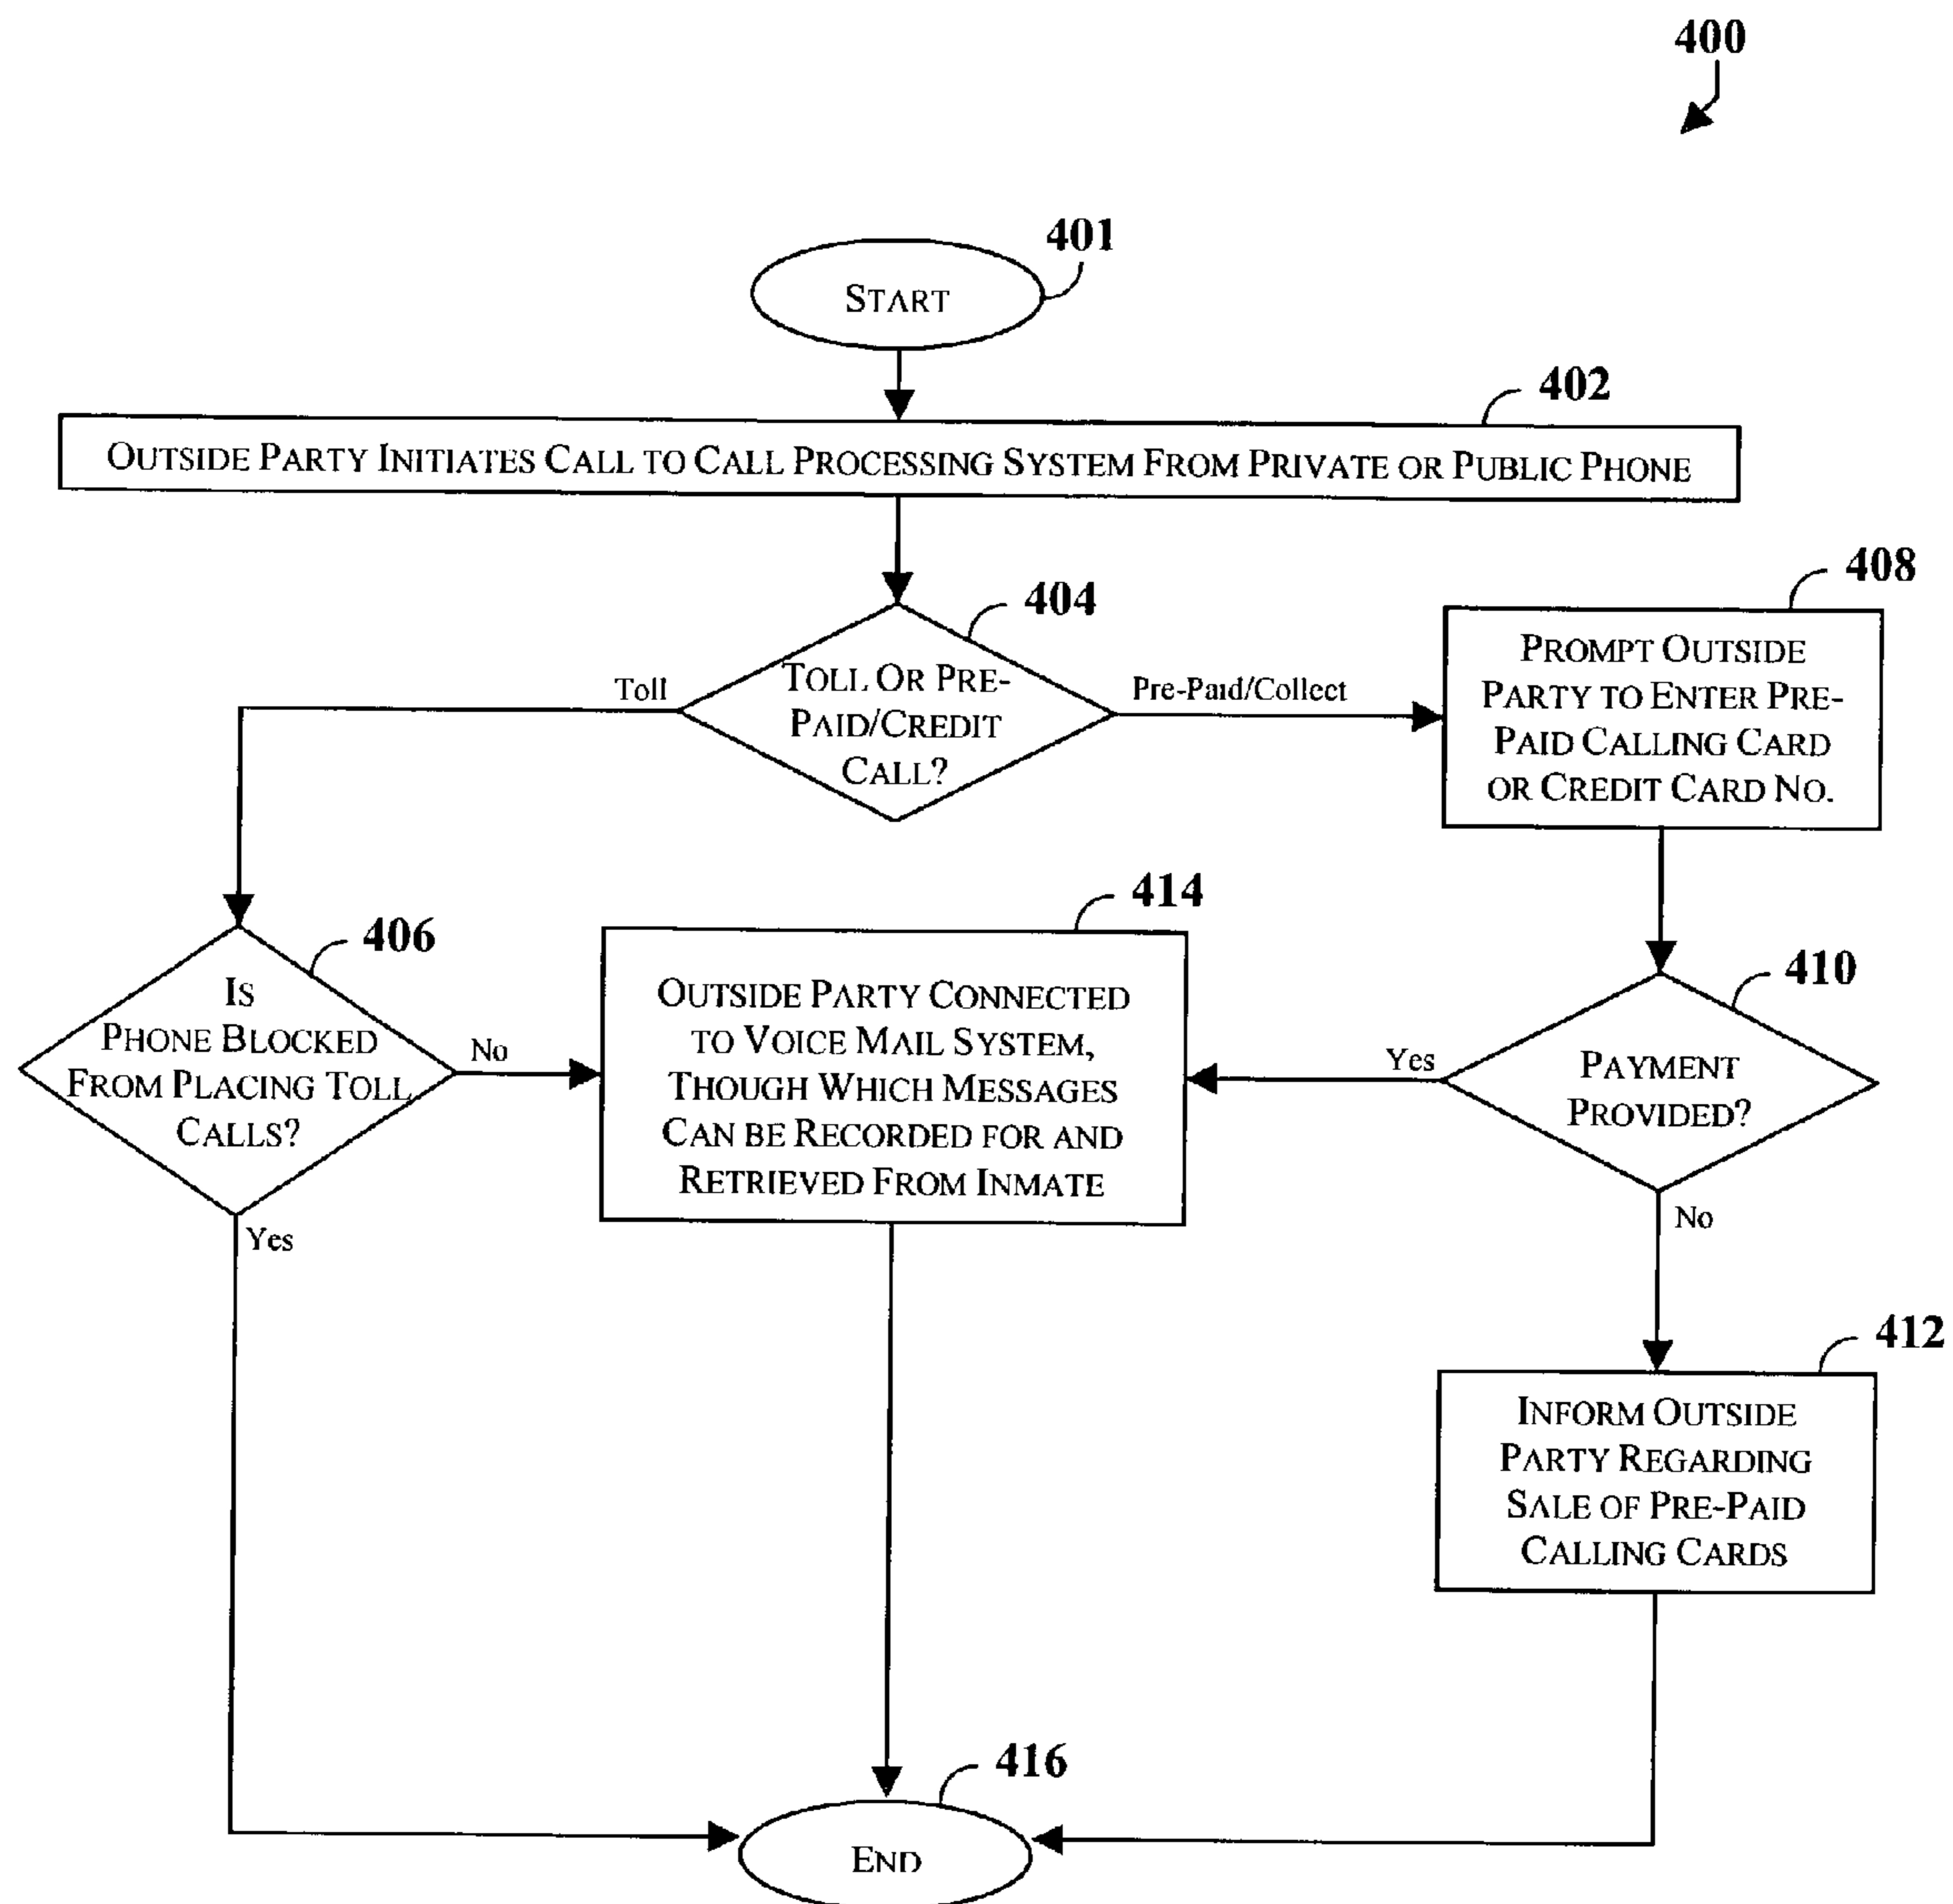 400
401
START
402
OUTSIDE PARTY INITIATES CALL TO CALL PROCESSING SYSTEM FROM PRIVATE OR PUBLIC PHONE
404
TOLL OR PRE-
PAID/CREDIT
CALL?
Toll
Pre-Paid/Collect
408
PROMPT OUTSIDE
PARTY TO ENTER PRE-
PAID CALLING CARD
OR CREDIT CARD NO.
406
IS
PHONE BLOCKED
FROM PLACING TOLL
CALLS?
No
Yes
414
OUTSIDE PARTY CONNECTED
TO VOICE MAIL SYSTEM,
THOUGH WHICH MESSAGES
CAN BE RECORDED FOR AND
RETRIEVED FROM INMATE
410
PAYMENT
PROVIDED?
Yes
No
412
INFORM OUTSIDE
PARTY REGARDING
SALE OF PRE-PAID
CALLING CARDS
416
END